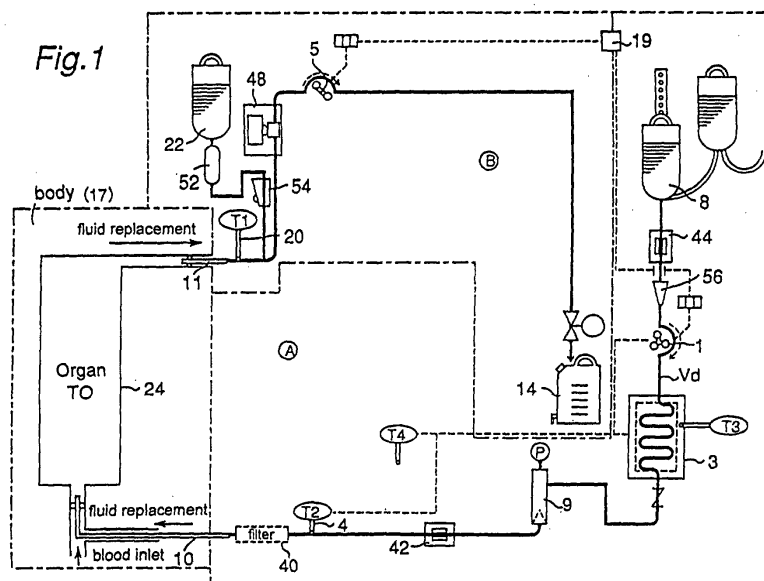 Fig.1
5
19
48
22
52
54
B
8
44
56
1
Vd
body (17)
fluid replacement
T1
20
11
A
Organ
TO
24
14
T4
T3
3
P
9
T2
4
fluid replacement
filter
40
42
10
blood inlet